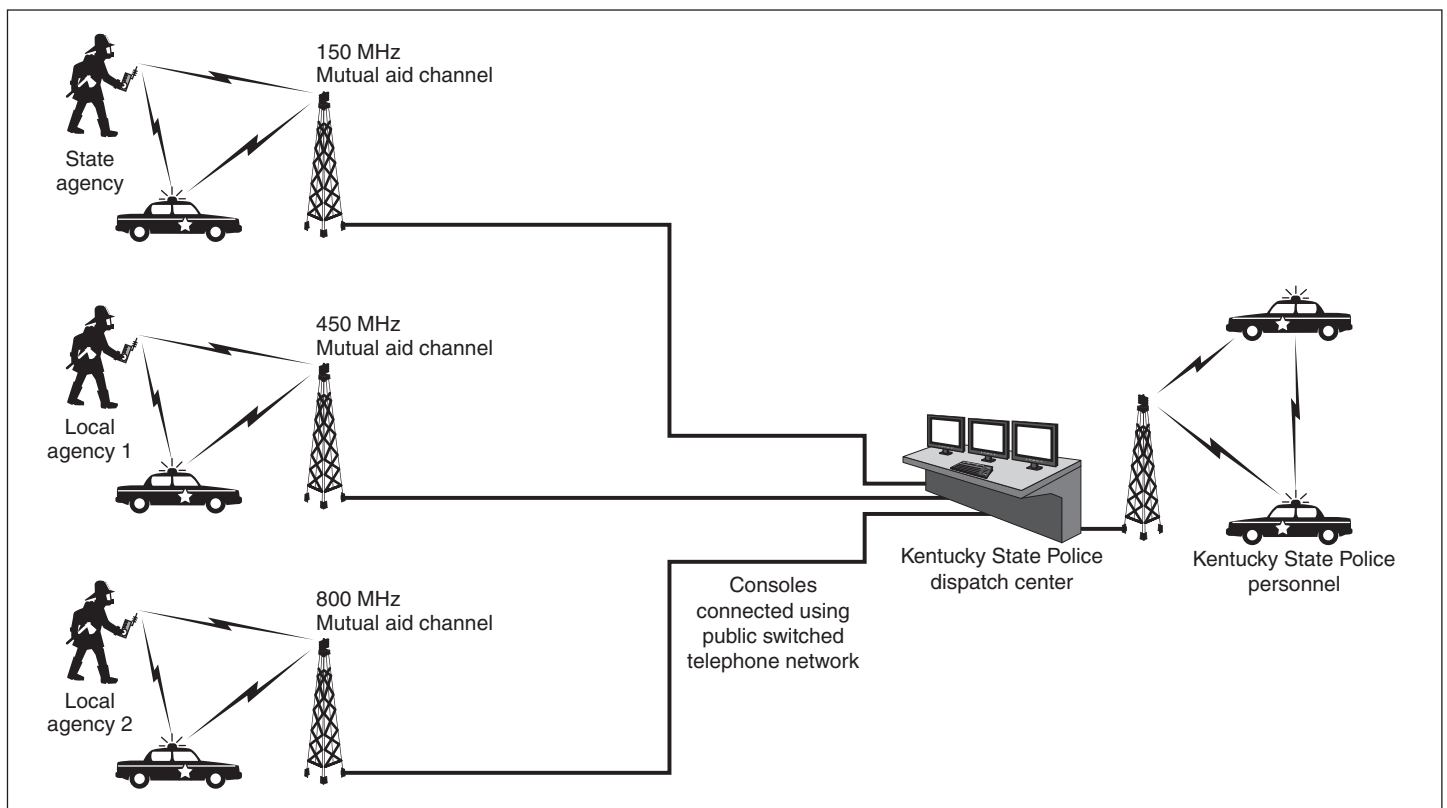 150 MHz
Mutual aid channel
State
agency
450 MHz
Mutual aid channel
Local
agency 1
800 MHz
Mutual aid channel
Local
agency 2
Consoles
connected using
public switched
telephone network
Kentucky State Police
dispatch center
Kentucky State Police
personnel